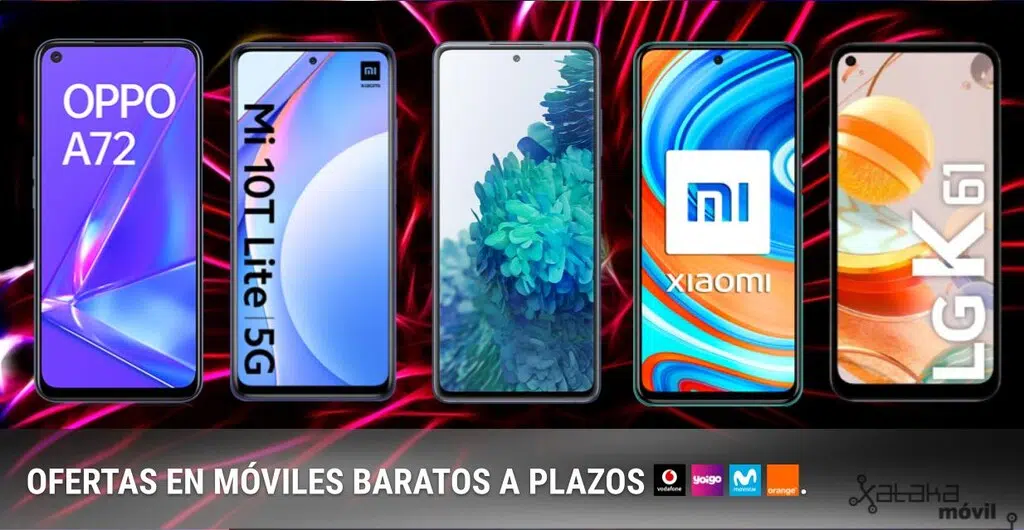 OPPO
A72
Mi 10T Lite | 5G
mi
xiaomi
mi
xiaomi
LG K61
OFERTAS EN MÓVILES BARATOS A PLAZOS vodafone yoigo movistar orange .
Xataka
móvil